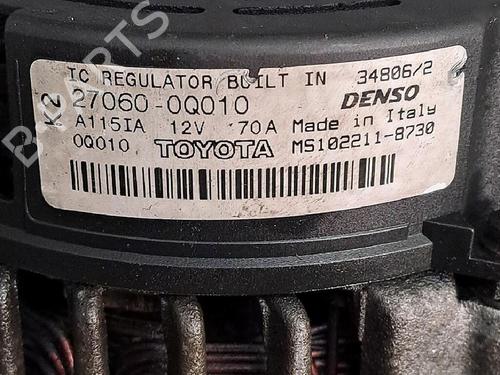 IC REGULATOR BUILT IN 34806/2
K2
27060-0Q010 DENSO
A115IA 12V 70A Made in Italy
0Q010 TOYOTA MS102211-8730